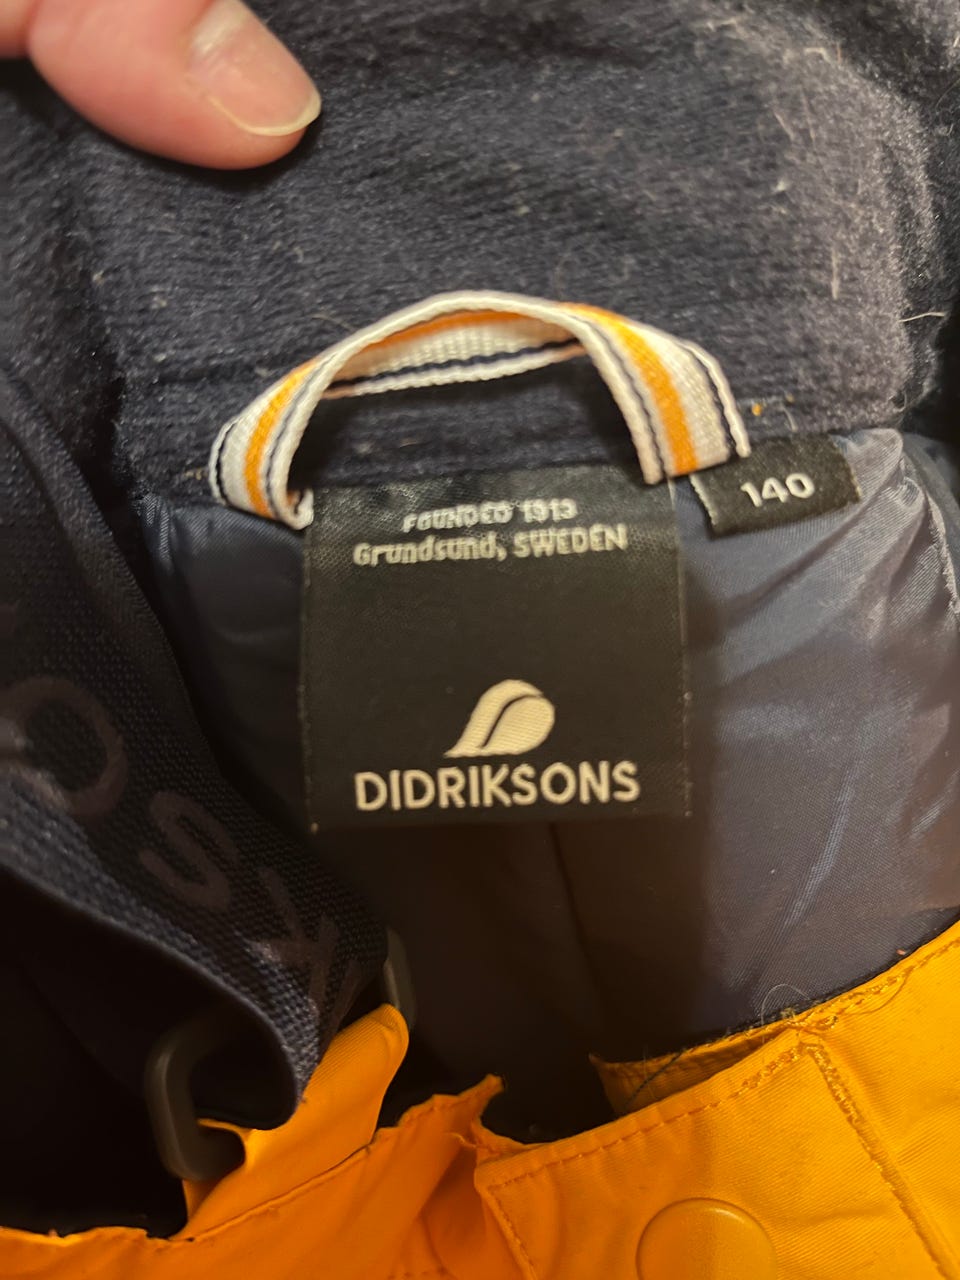 FOUNDED 1913
Grundsund, SWEDEN
140
DIDRIKSONS